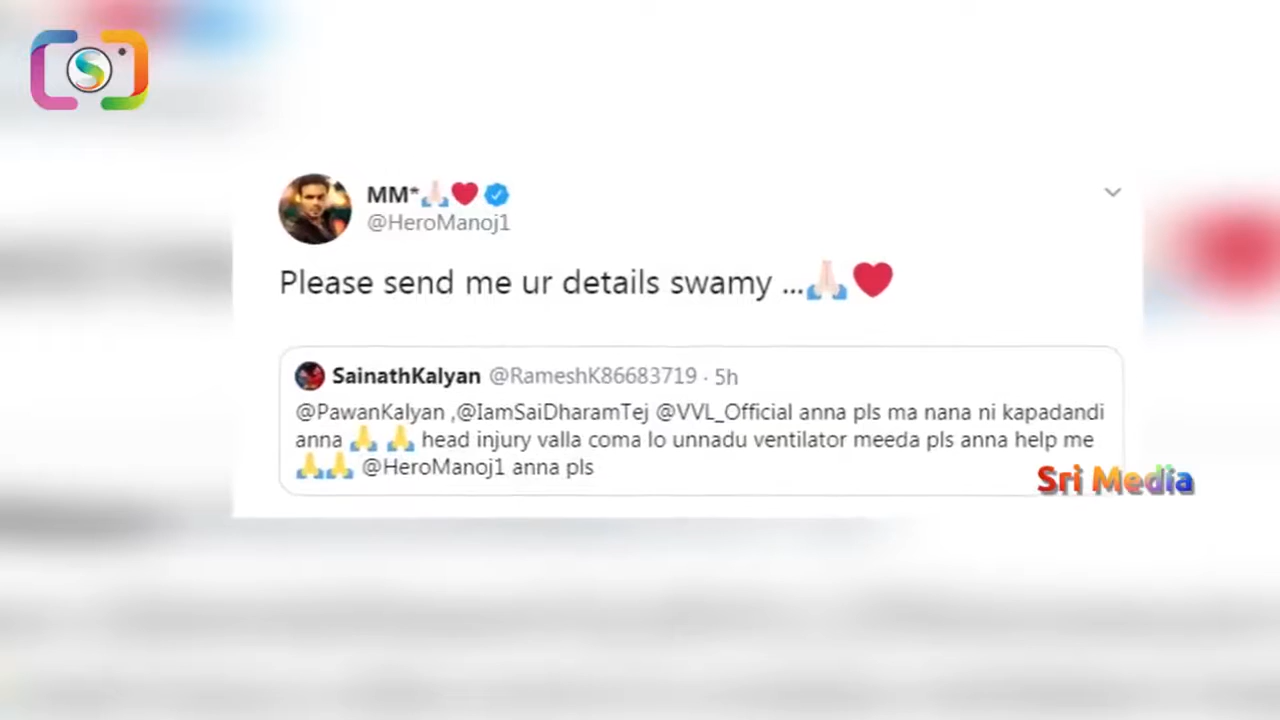 MM*🙏🏻❤️
@HeroManoj1
Please send me ur details swamy ...🙏🏻❤️
SainathKalyan @RameshK86683719 · 5h
@PawanKalyan ,@IamSaiDharamTej @VVL_Official anna pls ma nana ni kapadandi
anna 🙏 🙏 head injury valla coma lo unnadu ventilator meeda pls anna help me
🙏🙏 @HeroManoj1 anna pls
Sri Media